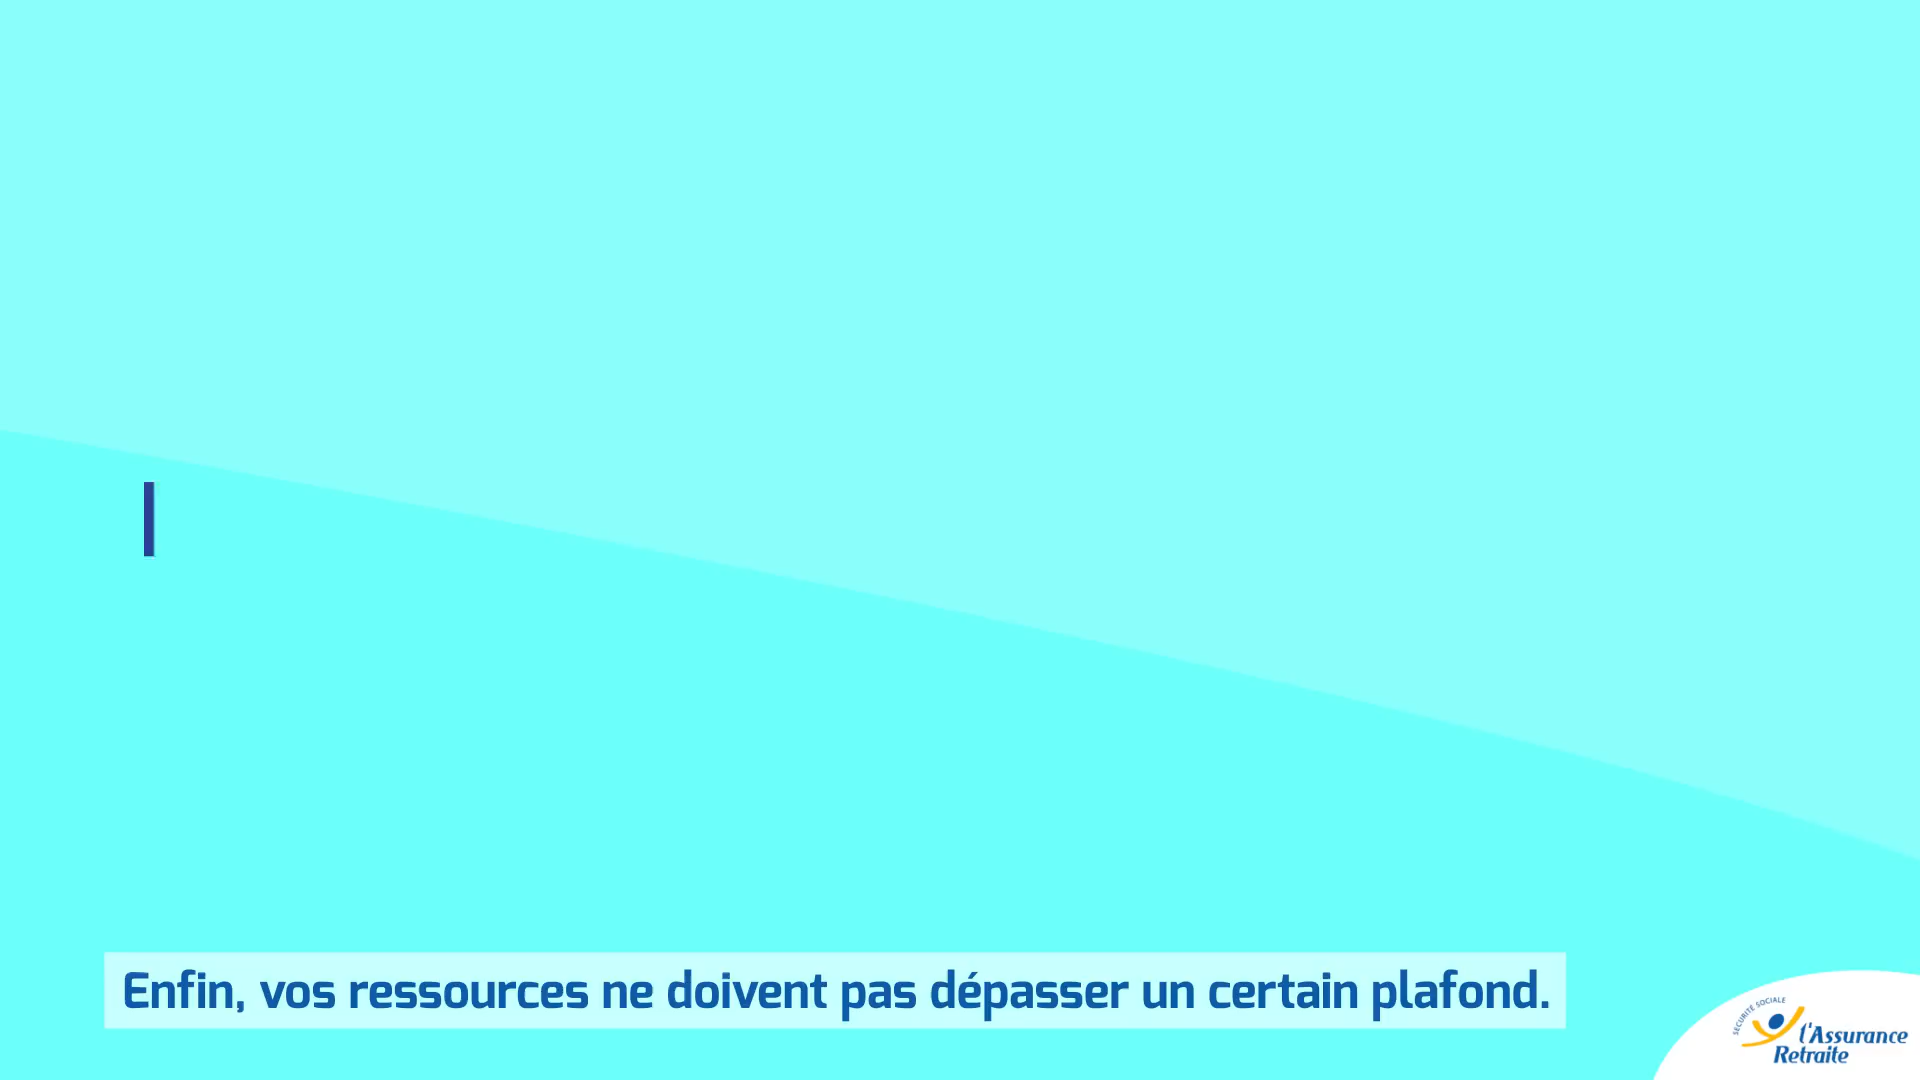 Enfin, vos ressources ne doivent pas dépasser un certain plafond.
SÉCURITÉ SOCIALE
l'Assurance
Retraite